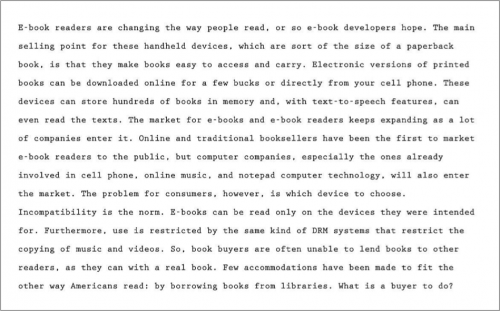 E-book readers are changing the way people read, or so e-book developers hope. The main
selling point for these handheld devices, which are sort of the size of a paperback
book, is that they make books easy to access and carry. Electronic versions of printed
books can be downloaded online for a few bucks or directly from your cell phone. These
devices can store hundreds of books in memory and, with text-to-speech features, can
even read the texts. The market for e-books and e-book readers keeps expanding as a lot
of companies enter it. Online and traditional booksellers have been the first to market
e-book readers to the public, but computer companies, especially the ones already
involved in cell phone, online music, and notepad computer technology, will also enter
the market. The problem for consumers, however, is which device to choose.
Incompatibility is the norm. E-books can be read only on the devices they were intended
for. Furthermore, use is restricted by the same kind of DRM systems that restrict the
copying of music and videos. So, book buyers are often unable to lend books to other
readers, as they can with a real book. Few accommodations have been made to fit the
other way Americans read: by borrowing books from libraries. What is a buyer to do?